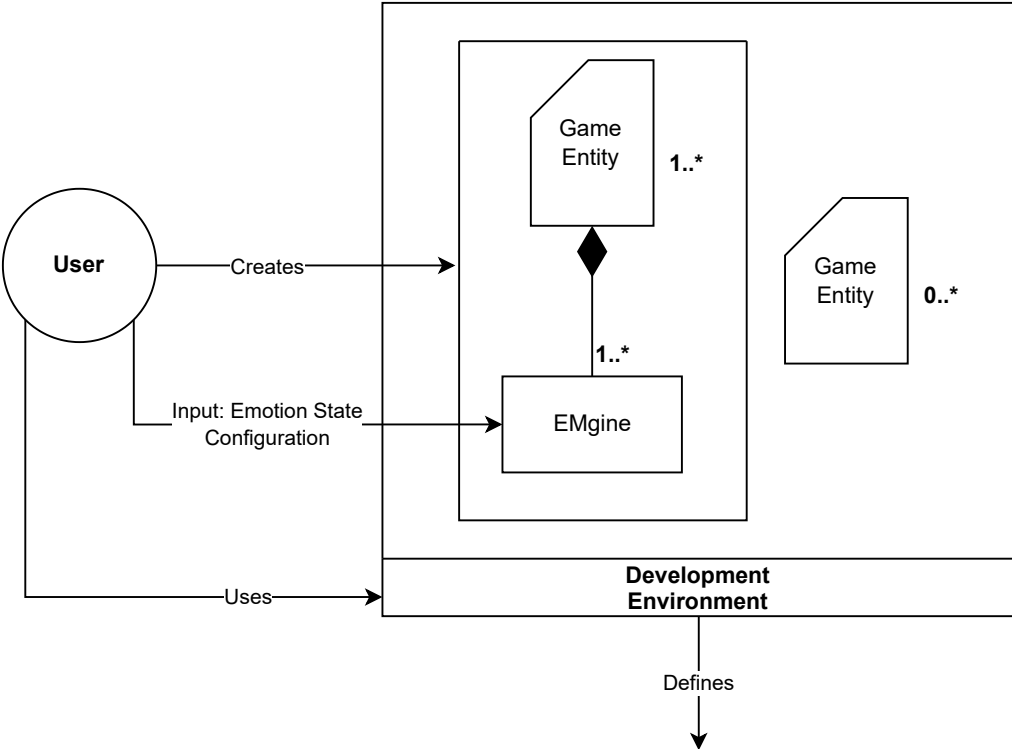 Game
Entity
1..*
User
Creates
Game
Entity
0..*
1..*
EMgine
Input: Emotion State
Configuration
Development
Environment
Uses
Defines